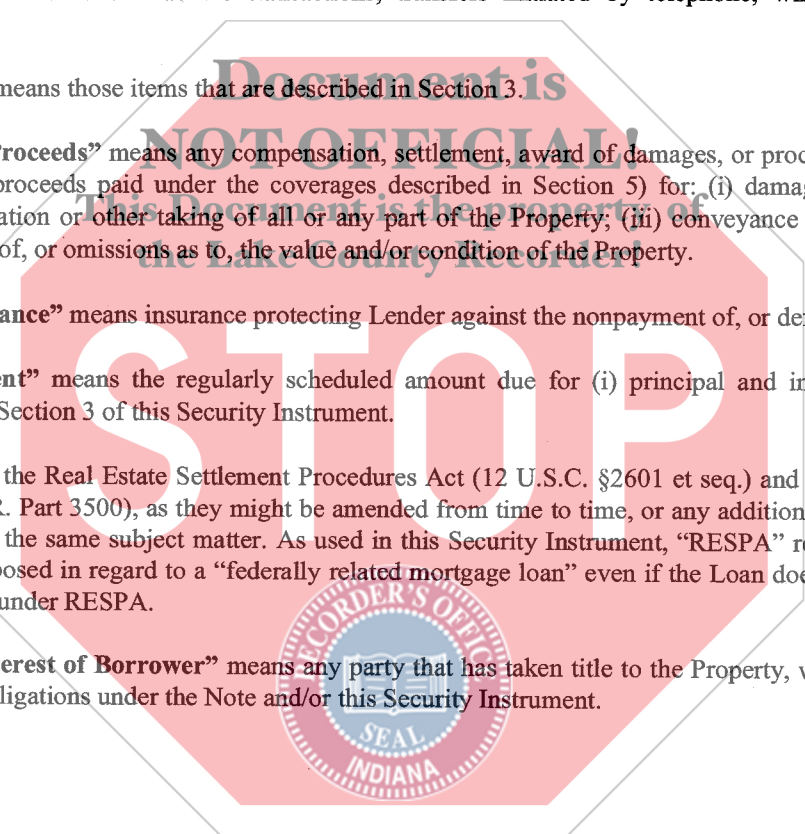 means those items that are described in Section 3.
Document is
NOT OFFICIAL!
roceeds” means any compensation, settlement, award of damages, or proc
proceeds paid under the coverages described in Section 5) for: (i) damag
ation or other taking of all or any part of the Property; (iii) conveyance
This Document is the property of
of, or omissions as to, the value and/or condition of the Property.
the Lake County Recorder!
ance” means insurance protecting Lender against the nonpayment of, or de
STOP
ent” means the regularly scheduled amount due for (i) principal and in
Section 3 of this Security Instrument.
the Real Estate Settlement Procedures Act (12 U.S.C. §2601 et seq.) and
. Part 3500), as they might be amended from time to time, or any addition
the same subject matter. As used in this Security Instrument, “RESPA” r
posed in regard to a “federally related mortgage loan” even if the Loan doe
under RESPA.
RECORDER'S OFFICE
erest of Borrower” means any party that has taken title to the Property, w
ligations under the Note and/or this Security Instrument.
SEAL
INDIANA